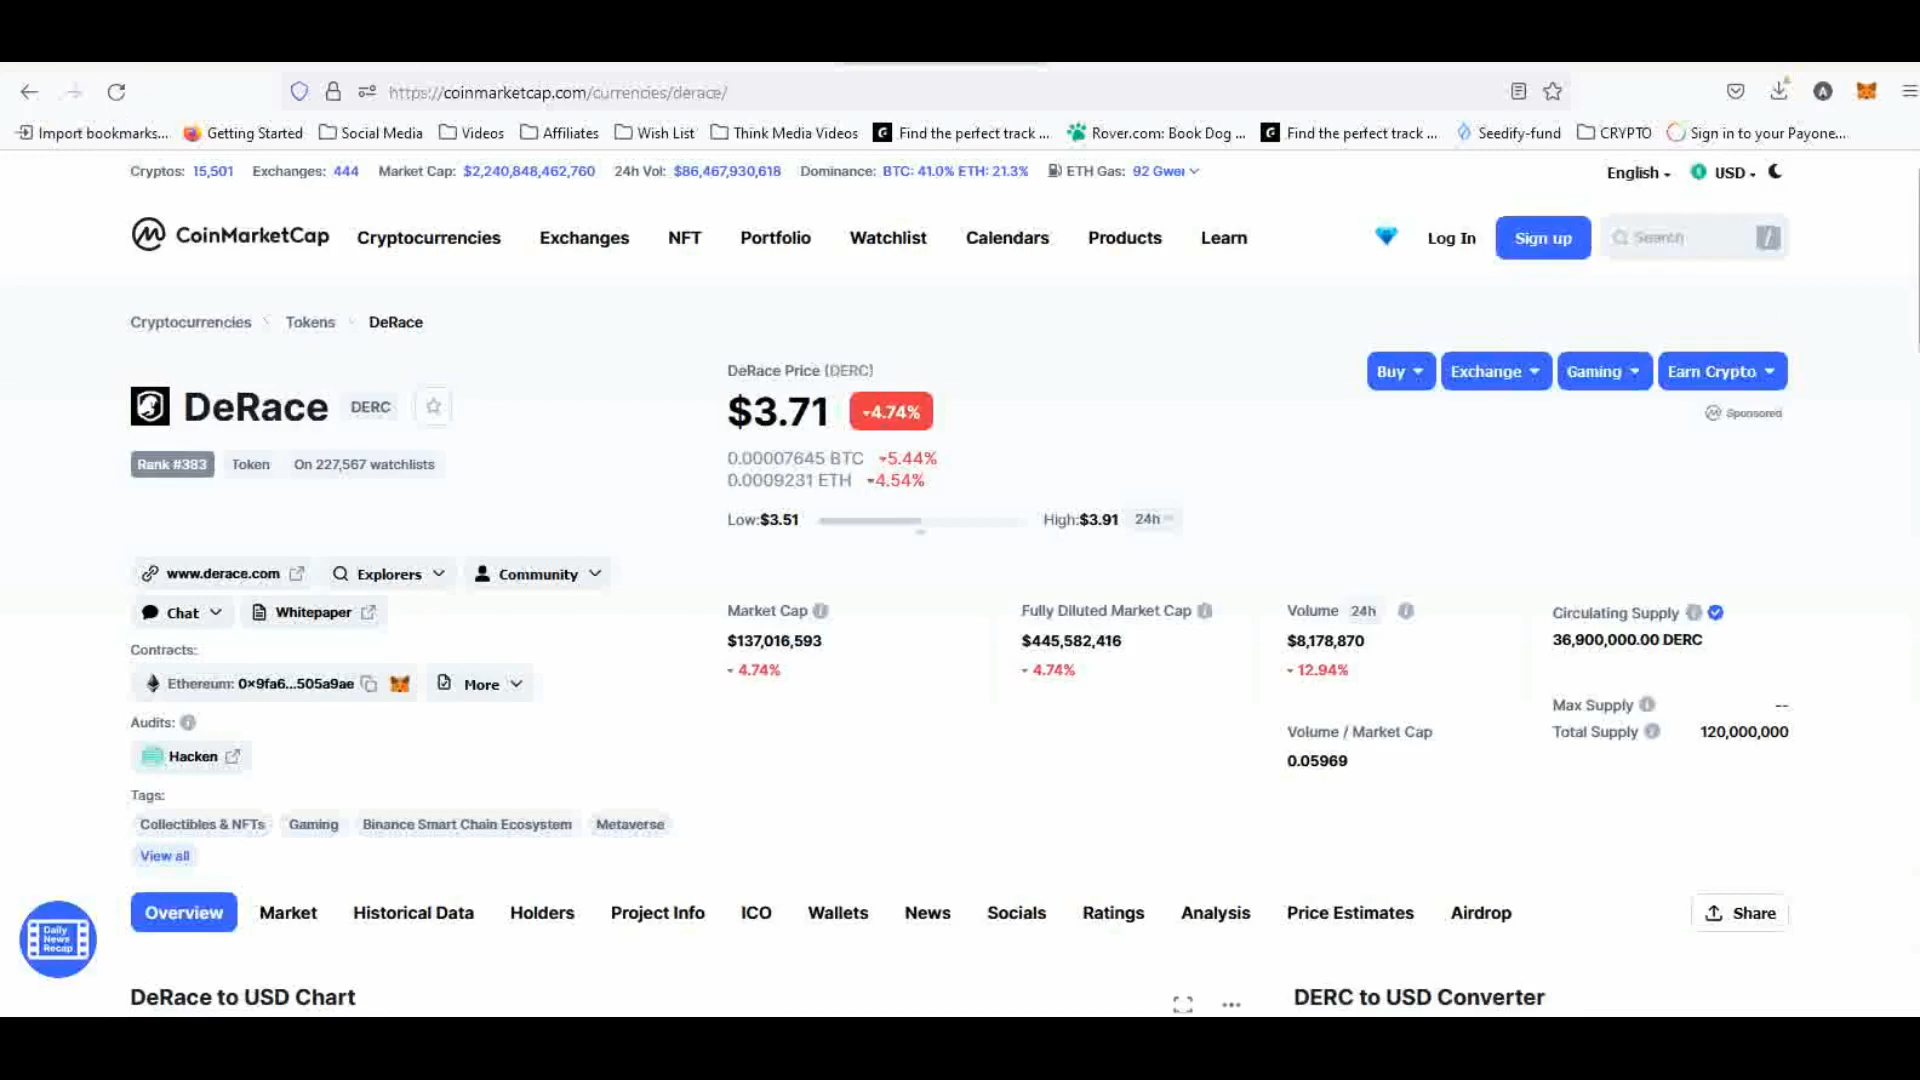 https://coinmarketcap.com/currencies/derace/
Import bookmarks... Getting Started Social Media Videos Affiliates Wish List Think Media Videos Find the perfect track ... Rover.com: Book Dog ... Find the perfect track ... Seedify-fund CRYPTO Sign in to your Payone...
Cryptos: 15,501 Exchanges: 444 Market Cap: $2,240,848,462,760 24h Vol: $86,467,930,618 Dominance: BTC: 41.0% ETH: 21.3% ETH Gas: 92 Gwei English USD
CoinMarketCap Cryptocurrencies Exchanges NFT Portfolio Watchlist Calendars Products Learn Log In Sign up Search /
Cryptocurrencies Tokens DeRace
DeRace Price (DERC)
Buy Exchange Gaming Earn Crypto
DeRace DERC
$3.71 4.74%
Sponsored
Rank #383 Token On 227,567 watchlists
0.00007645 BTC 5.44%
0.0009231 ETH 4.54%
Low:$3.51 High:$3.91 24h
www.derace.com Explorers Community
Chat Whitepaper
Market Cap Fully Diluted Market Cap Volume 24h Circulating Supply
$137,016,593 $445,582,416 $8,178,870 36,900,000.00 DERC
4.74% 4.74% 12.94%
Contracts:
Ethereum: 0x9fa6...505a9ae More
Max Supply --
Total Supply 120,000,000
Audits:
Volume / Market Cap
Hacken
0.05969
Tags:
Collectibles & NFTs Gaming Binance Smart Chain Ecosystem Metaverse
View all
Overview Market Historical Data Holders Project Info ICO Wallets News Socials Ratings Analysis Price Estimates Airdrop Share
Daily
News
Recap
DeRace to USD Chart
DERC to USD Converter